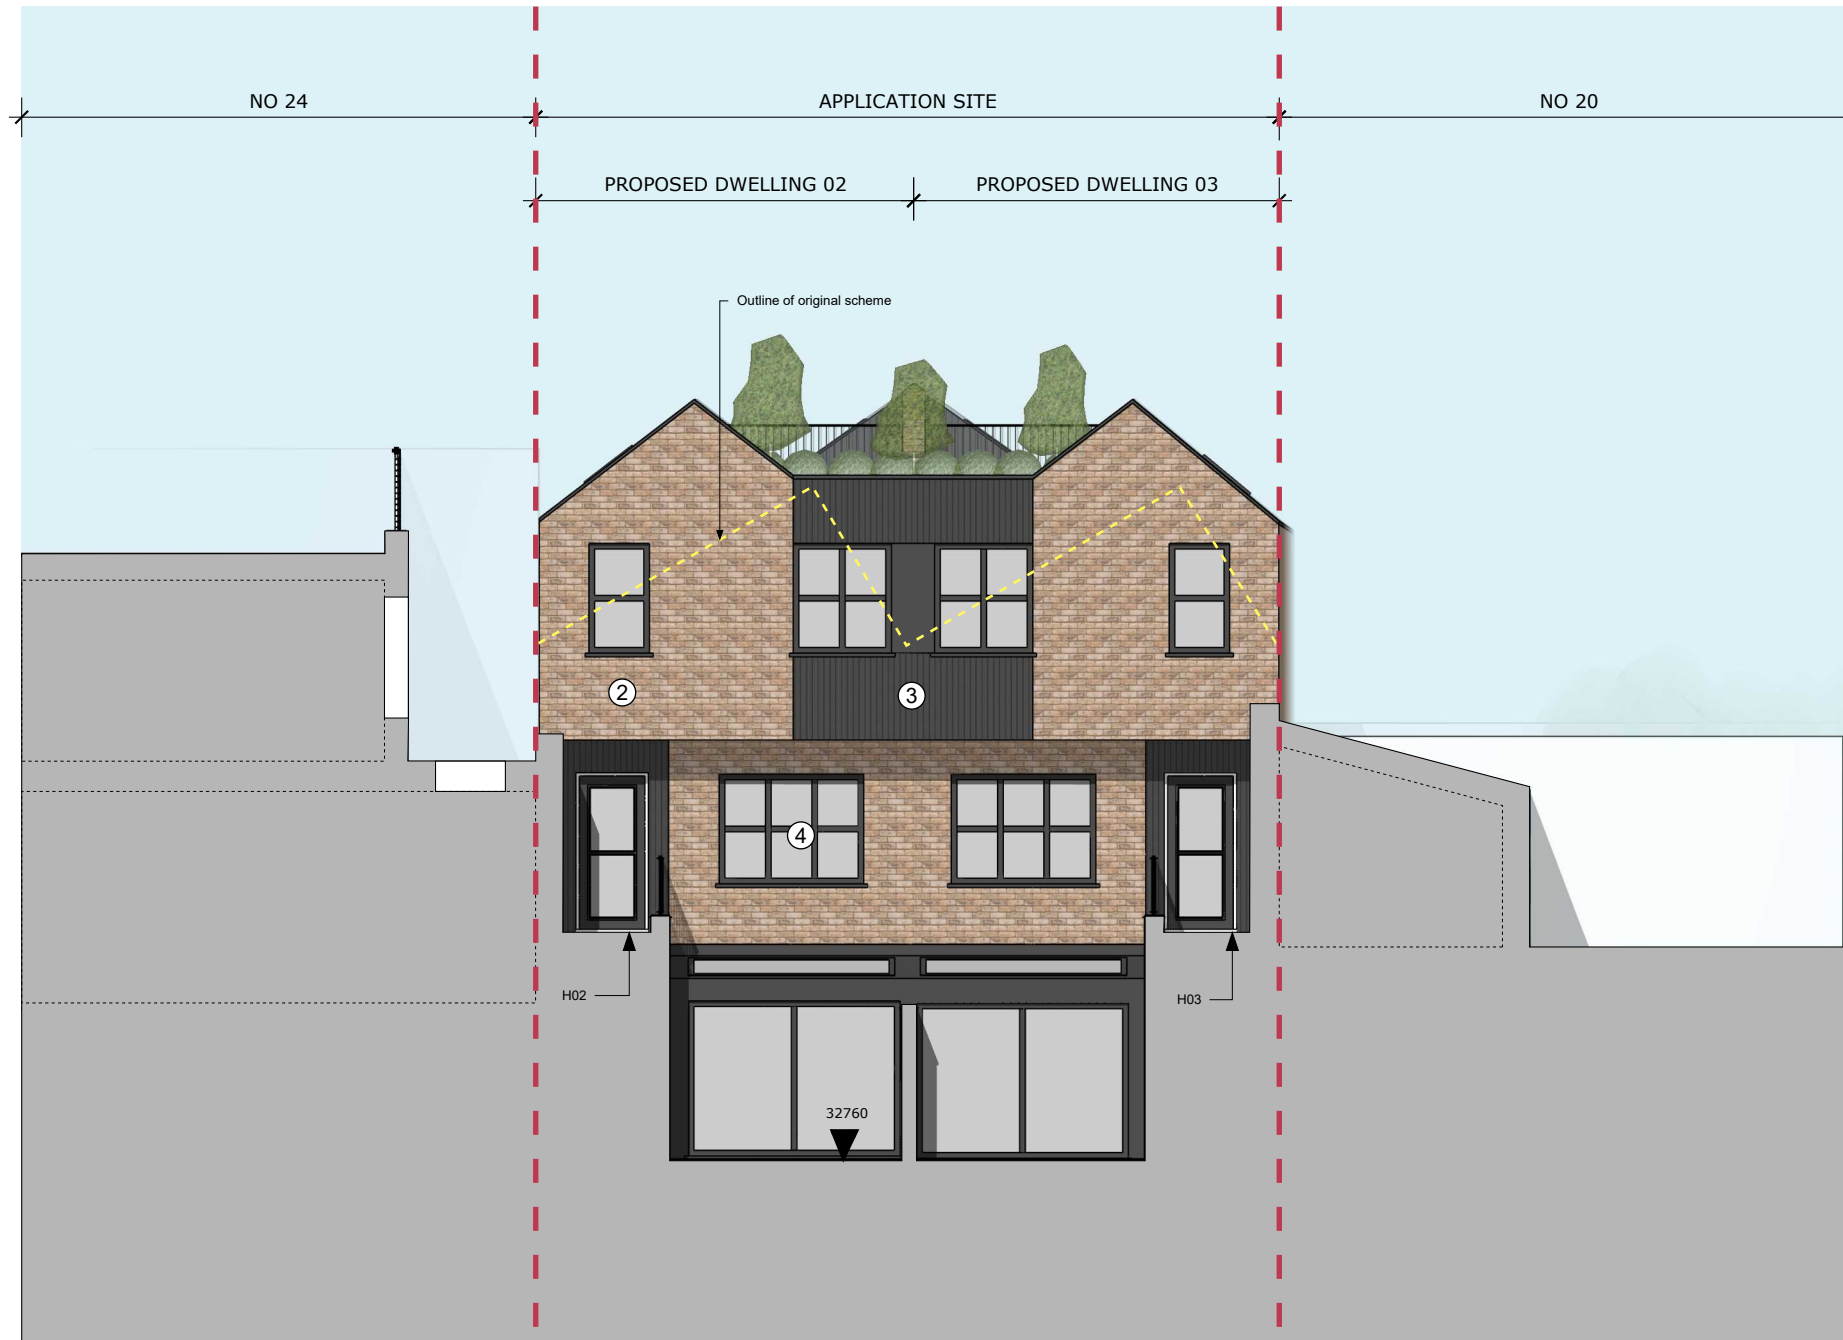 NO 24
APPLICATION SITE
NO 20
PROPOSED DWELLING 02
PROPOSED DWELLING 03
Outline of original scheme
2
3
4
H02
H03
32760